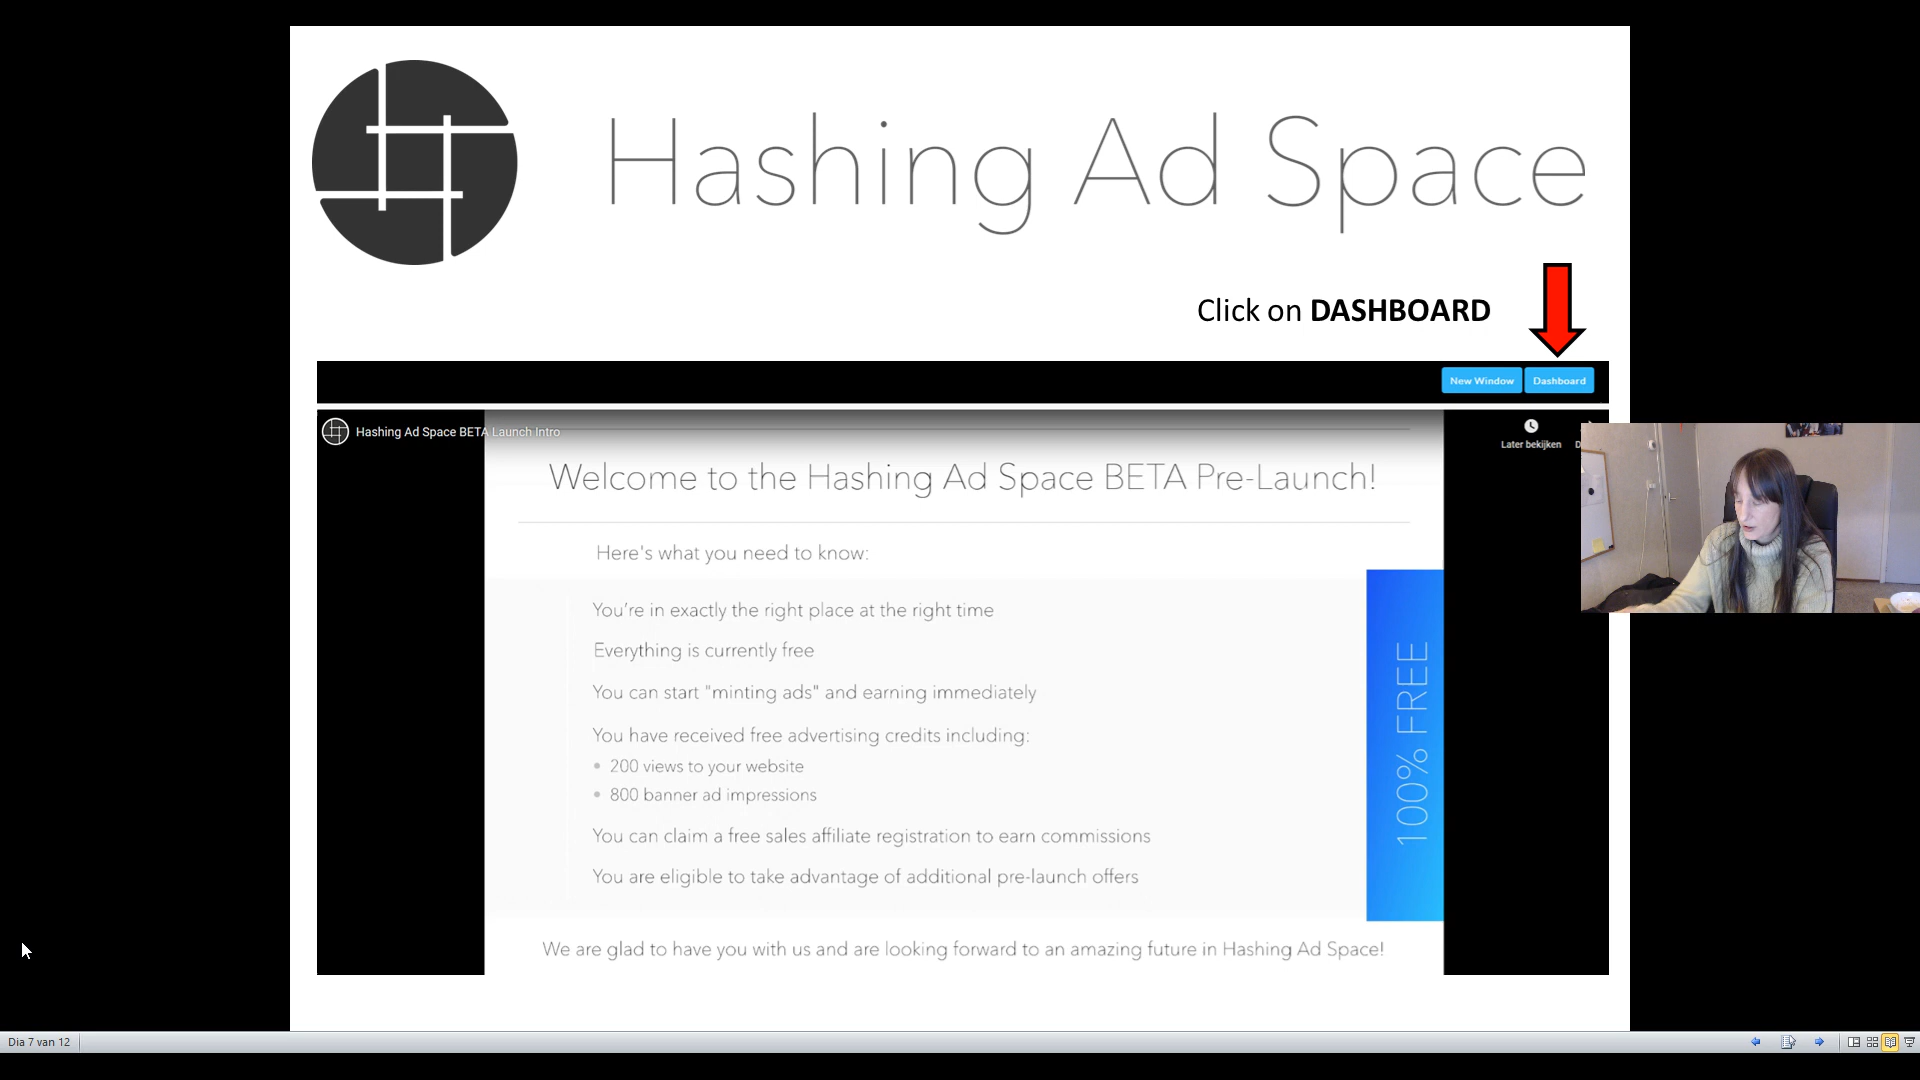 Hashing Ad Space
Click on DASHBOARD
New Window Dashboard
Hashing Ad Space BETA Launch Intro
Later bekijken
Welcome to the Hashing Ad Space BETA Pre-Launch!
Here's what you need to know:
You're in exactly the right place at the right time
Everything is currently free
You can start "minting ads" and earning immediately
You have received free advertising credits including:
• 200 views to your website
• 800 banner ad impressions
You can claim a free sales affiliate registration to earn commissions
You are eligible to take advantage of additional pre-launch offers
100% FREE
We are glad to have you with us and are looking forward to an amazing future in Hashing Ad Space!
Dia 7 van 12